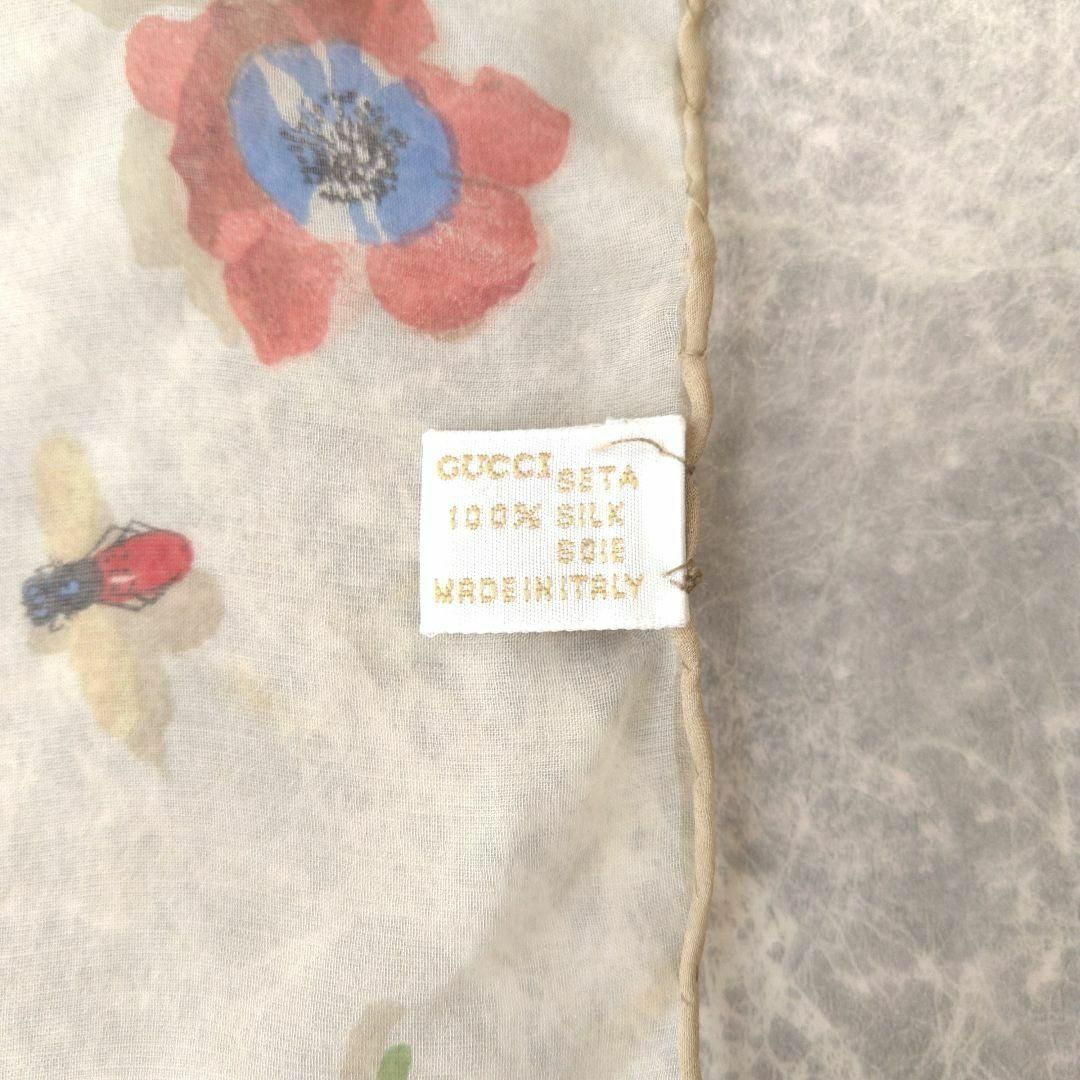 GUCCI SETA
100% SILK
SOIE
MADE IN ITALY